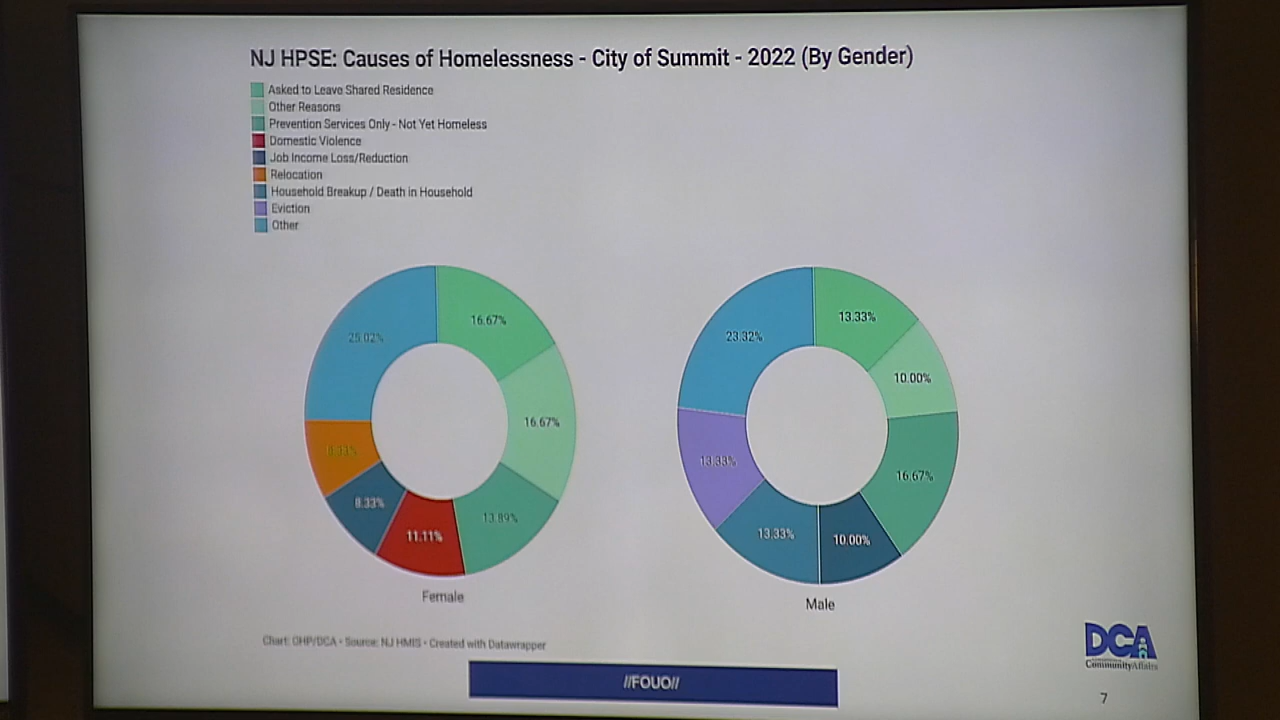 NJ HPSE: Causes of Homelessness - City of Summit - 2022 (By Gender)
Asked to Leave Shared Residence
Other Reasons
Prevention Services Only - Not Yet Homeless
Domestic Violence
Job Income Loss/Reduction
Relocation
Household Breakup / Death in Household
Eviction
Other
25.02%
16.67%
16.67%
8.33%
8.33%
11.11%
13.89%
Female
23.32%
13.33%
10.00%
13.33%
16.67%
13.33%
10.00%
Male
Chart: OHP/DCA • Source: NJ HMIS • Created with Datawrapper
//FOUO//
DCA
Community Affairs
7